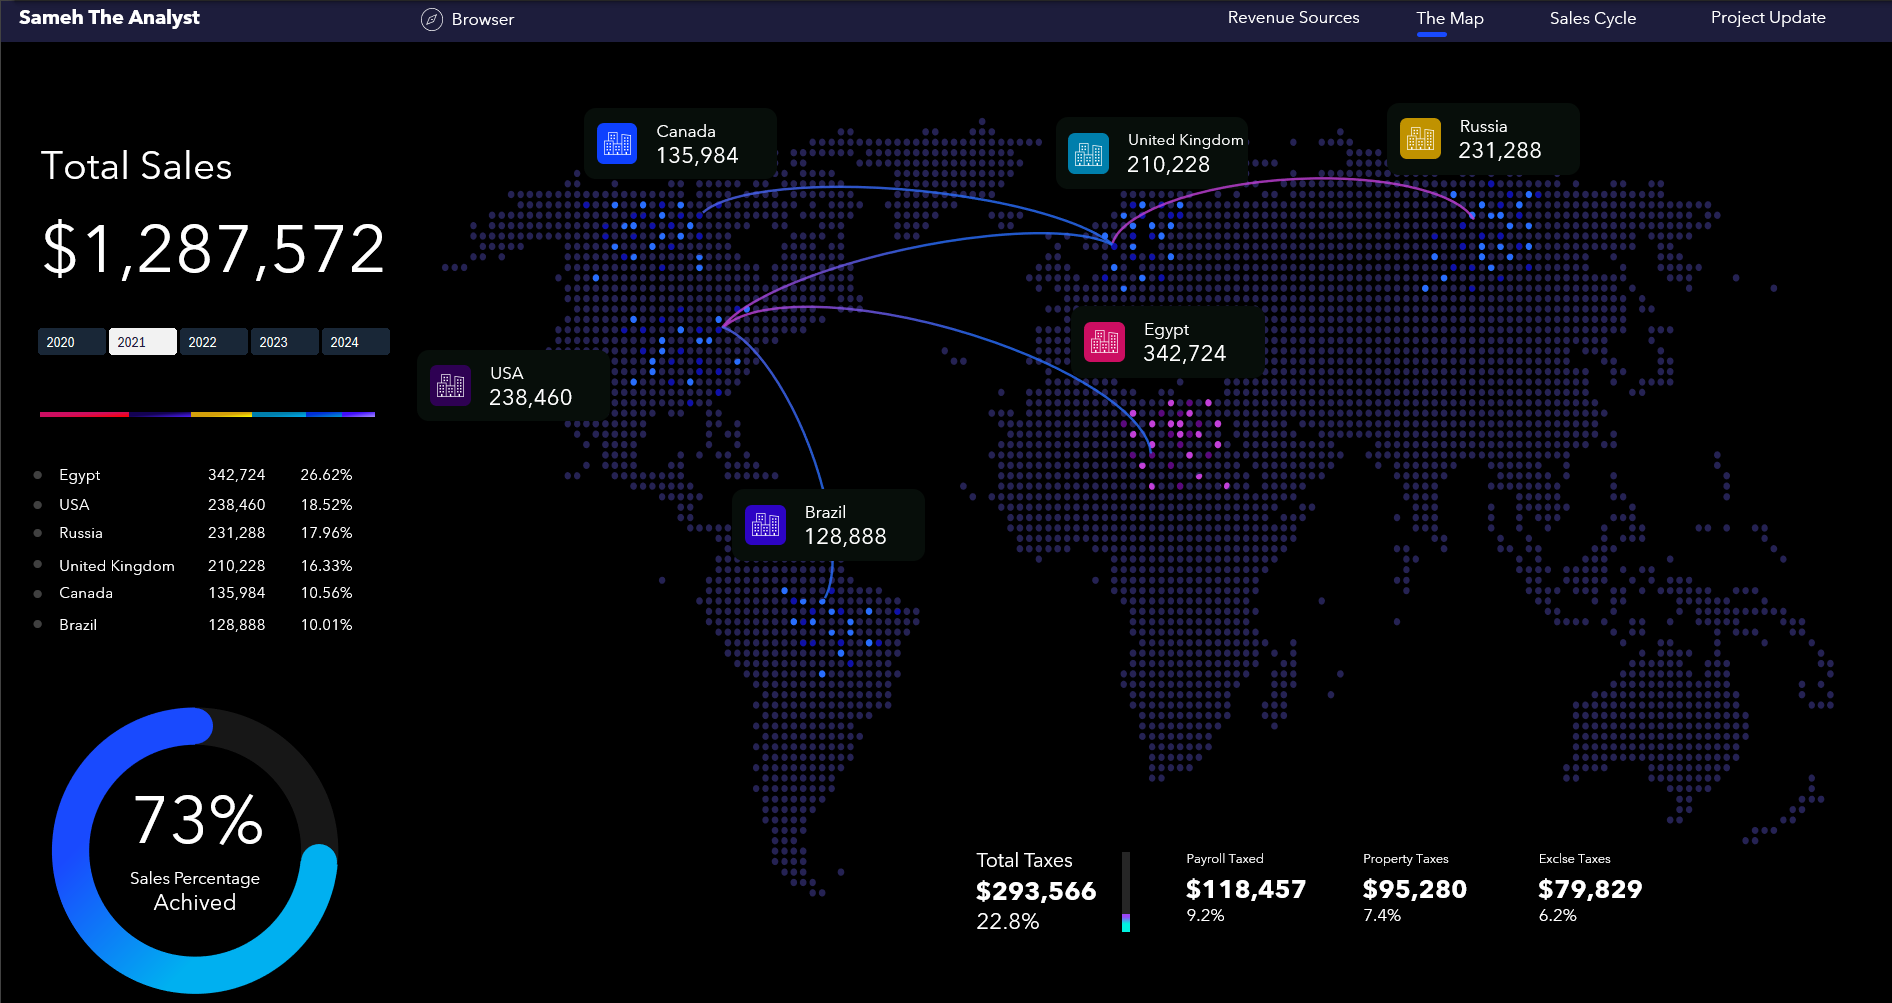 Sameh The Analyst
Browser
Revenue Sources
The Map
Sales Cycle
Project Update
Total Sales
$1,287,572
2020
2021
2022
2023
2024
Egypt 342,724 26.62%
USA 238,460 18.52%
Russia 231,288 17.96%
United Kingdom 210,228 16.33%
Canada 135,984 10.56%
Brazil 128,888 10.01%
73%
Sales Percentage
Achived
Canada
135,984
United Kingdom
210,228
Russia
231,288
Egypt
342,724
USA
238,460
Brazil
128,888
Total Taxes
$293,566
22.8%
Payroll Taxed
$118,457
9.2%
Property Taxes
$95,280
7.4%
Exclse Taxes
$79,829
6.2%